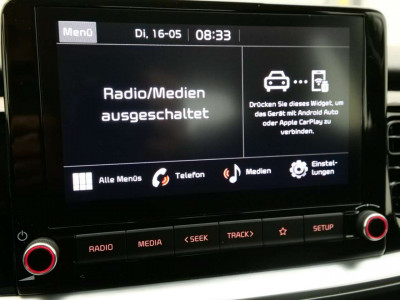 Menü Di, 16-05 08:33
Radio/Medien
ausgeschaltet
Drücken Sie dieses Widget, um
das Gerät mit Android Auto
oder Apple CarPlay zu
verbinden.
Alle Menüs Telefon Medien Einstel-
lungen
RADIO MEDIA <SEEK TRACK> SETUP